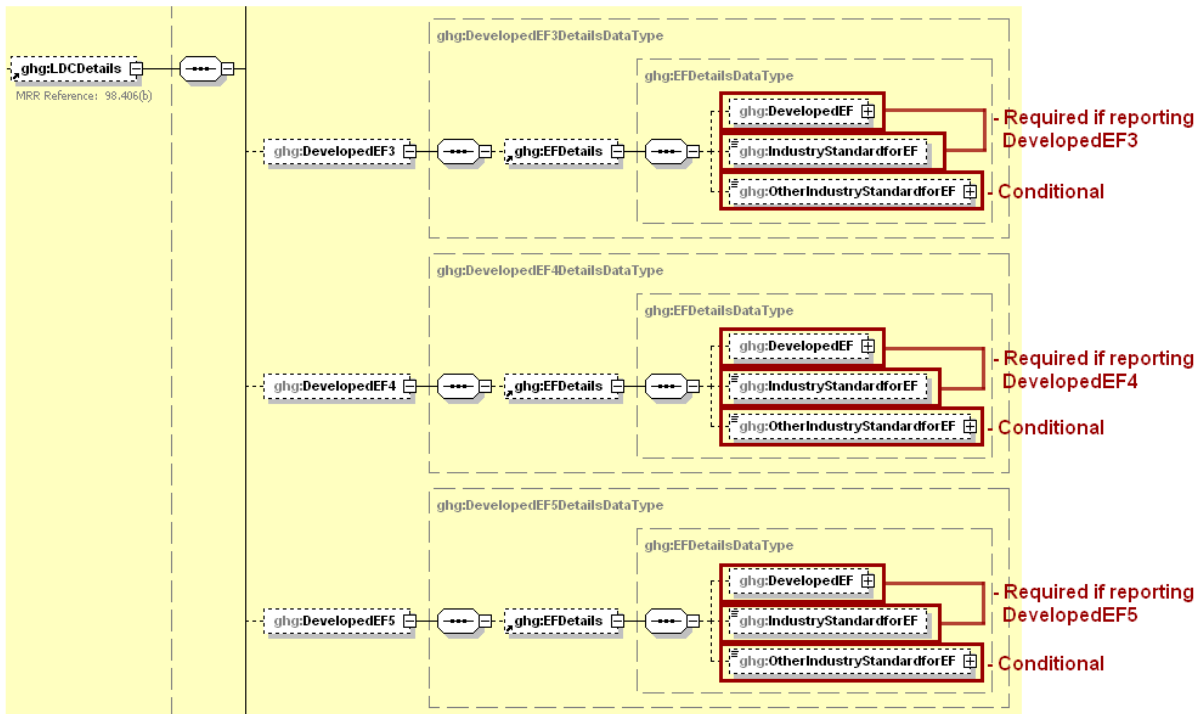 ghg:DevelopedEF3DetailsDataType
ghg:LDCDetails
MRR Reference: 98.406(b)
ghg:EFDetailsDataType
ghg:DevelopedEF
- Required if reporting
DevelopedEF3
ghg:DevelopedEF3
ghg:EFDetails
ghg:IndustryStandardforEF
ghg:OtherIndustryStandardforEF
- Conditional
ghg:DevelopedEF4DetailsDataType
ghg:EFDetailsDataType
ghg:DevelopedEF
- Required if reporting
DevelopedEF4
ghg:DevelopedEF4
ghg:EFDetails
ghg:IndustryStandardforEF
ghg:OtherIndustryStandardforEF
- Conditional
ghg:DevelopedEF5DetailsDataType
ghg:EFDetailsDataType
ghg:DevelopedEF
- Required if reporting
DevelopedEF5
ghg:DevelopedEF5
ghg:EFDetails
ghg:IndustryStandardforEF
ghg:OtherIndustryStandardforEF
- Conditional